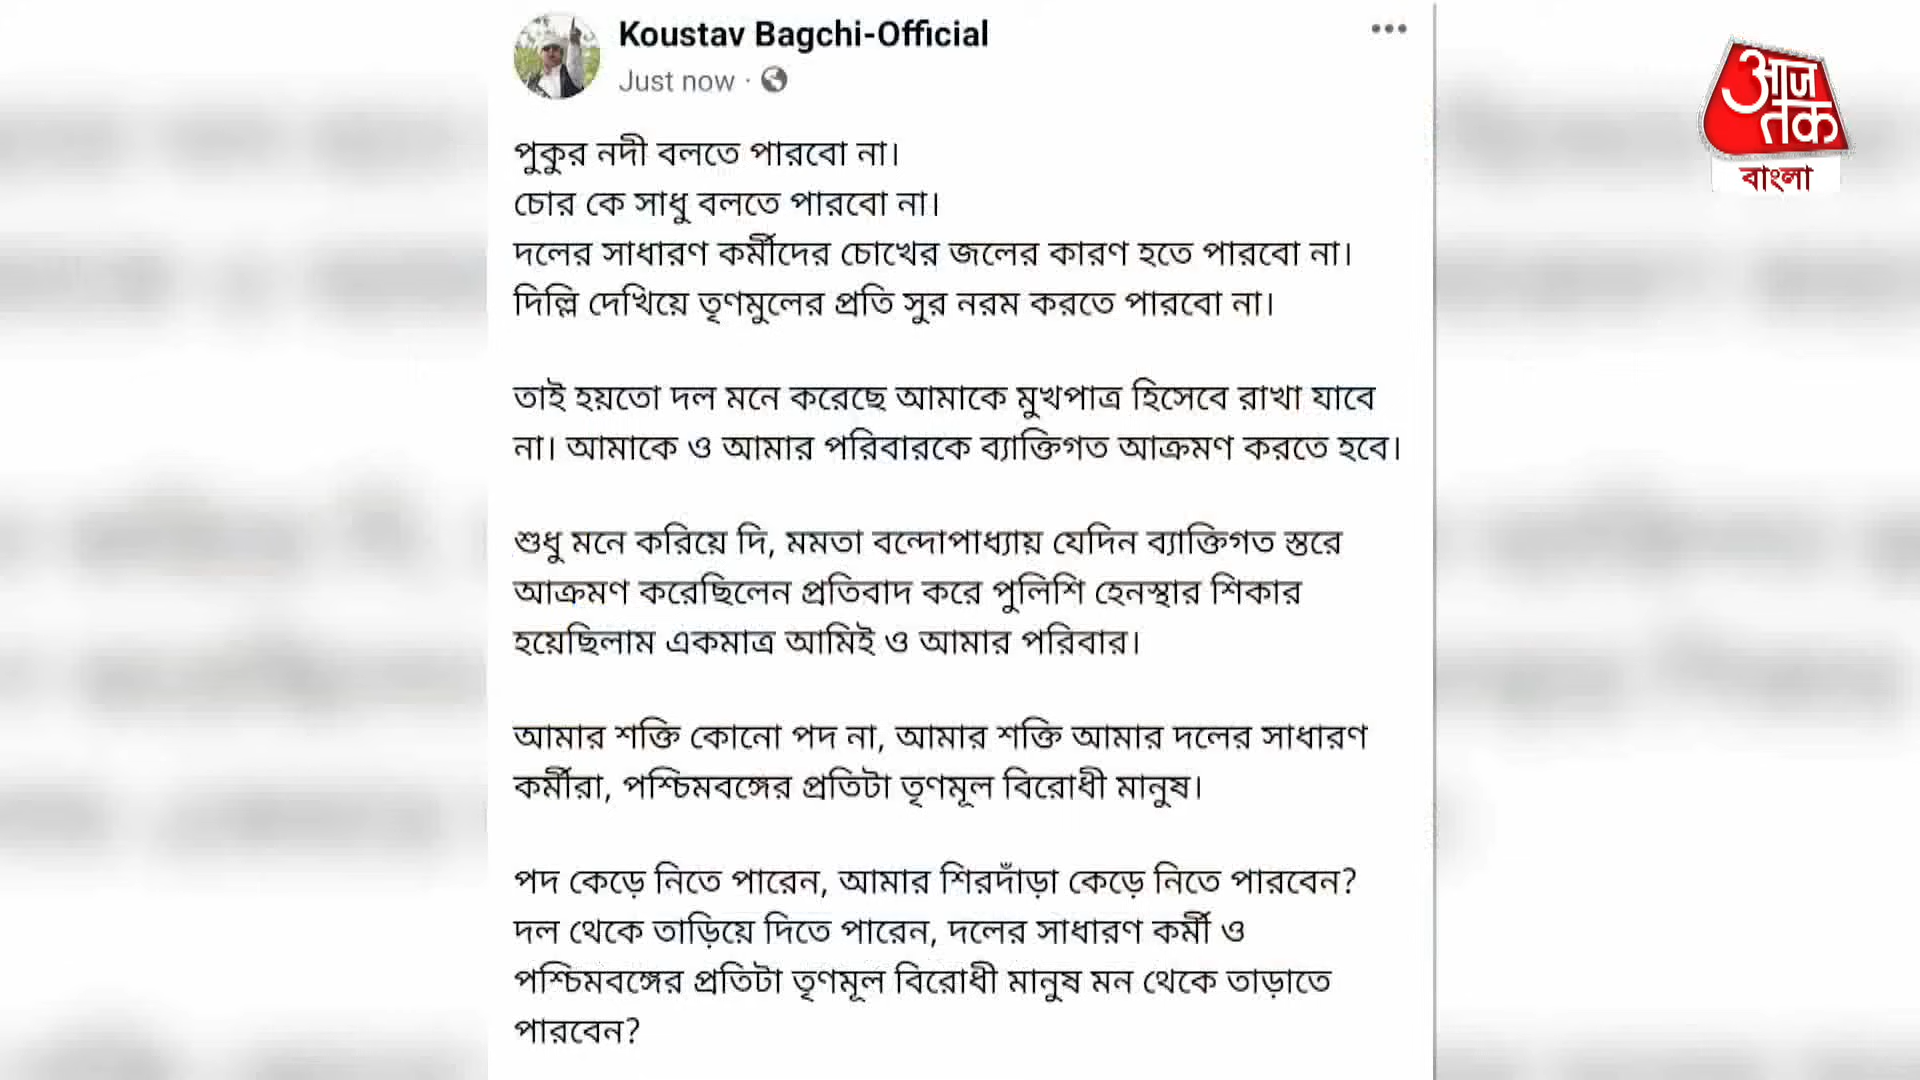 Koustav Bagchi-Official
Just now ·
আজ तक
বাংলা
পুকুর নদী বলতে পারবো না।
চোর কে সাধু বলতে পারবো না।
দলের সাধারণ কর্মীদের চোখের জলের কারণ হতে পারবো না।
দিল্লি দেখিয়ে তৃণমুলের প্রতি সুর নরম করতে পারবো না।
তাই হয়তো দল মনে করেছে আমাকে মুখপাত্র হিসেবে রাখা যাবে
না। আমাকে ও আমার পরিবারকে ব্যাক্তিগত আক্রমণ করতে হবে।
শুধু মনে করিয়ে দি, মমতা বন্দোপাধ্যায় যেদিন ব্যাক্তিগত স্তরে
আক্রমণ করেছিলেন প্রতিবাদ করে পুলিশি হেনস্থার শিকার
হয়েছিলাম একমাত্র আমিই ও আমার পরিবার।
আমার শক্তি কোনো পদ না, আমার শক্তি আমার দলের সাধারণ
কর্মীরা, পশ্চিমবঙ্গের প্রতিটা তৃণমূল বিরোধী মানুষ।
পদ কেড়ে নিতে পারেন, আমার শিরদাঁড়া কেড়ে নিতে পারবেন?
দল থেকে তাড়িয়ে দিতে পারেন, দলের সাধারণ কর্মী ও
পশ্চিমবঙ্গের প্রতিটা তৃণমূল বিরোধী মানুষ মন থেকে তাড়াতে
পারবেন?